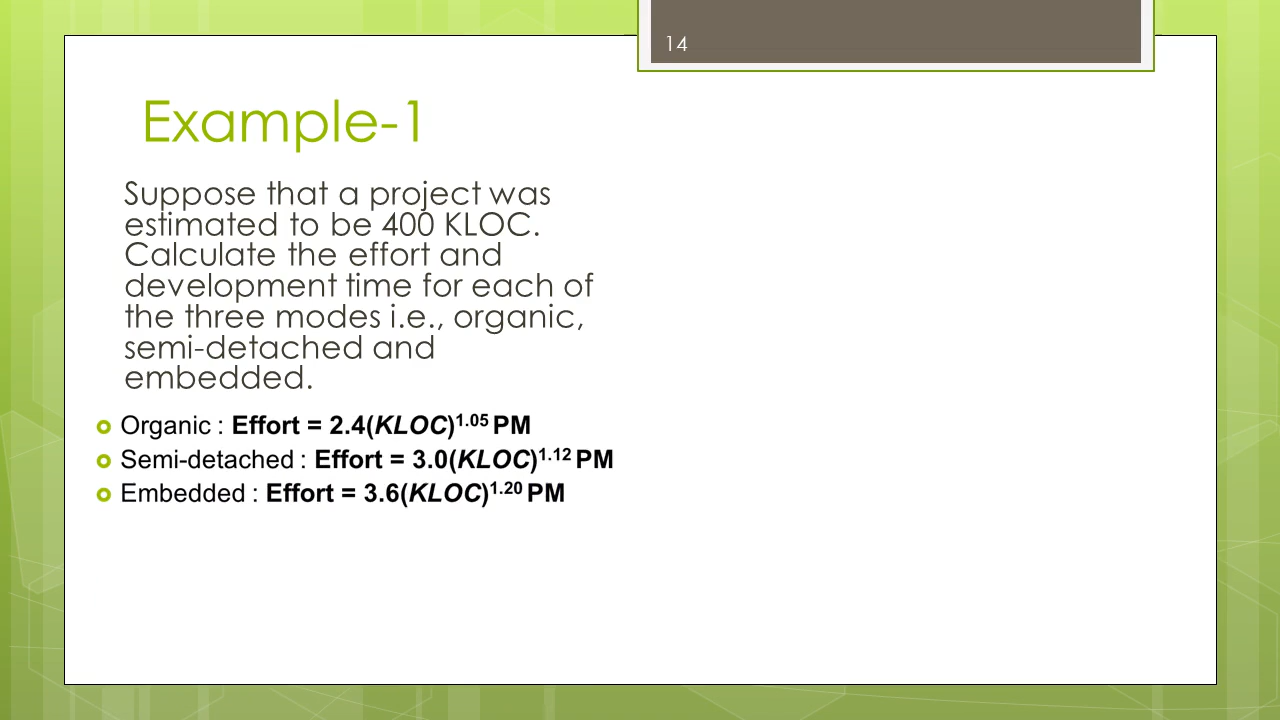 14
Example-1
Suppose that a project was
estimated to be 400 KLOC.
Calculate the effort and
development time for each of
the three modes i.e., organic,
semi-detached and
embedded.
Organic : Effort = 2.4(KLOC)^1.05 PM
Semi-detached : Effort = 3.0(KLOC)^1.12 PM
Embedded : Effort = 3.6(KLOC)^1.20 PM